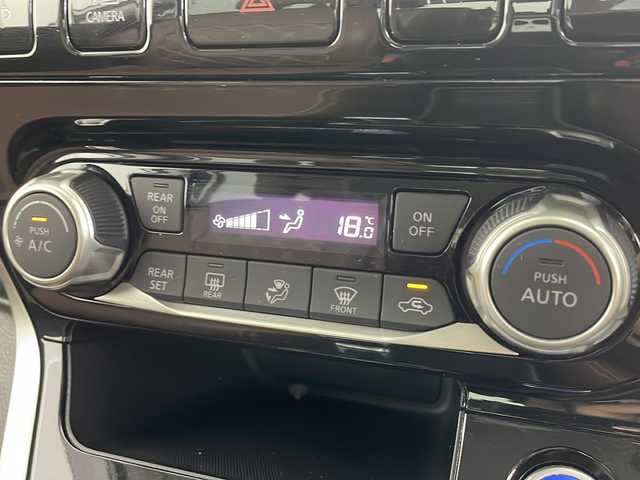 CAMERA
REAR
ON
OFF
18.0
°C
ON
OFF
PUSH
A/C
REAR
SET
REAR
FRONT
PUSH
AUTO